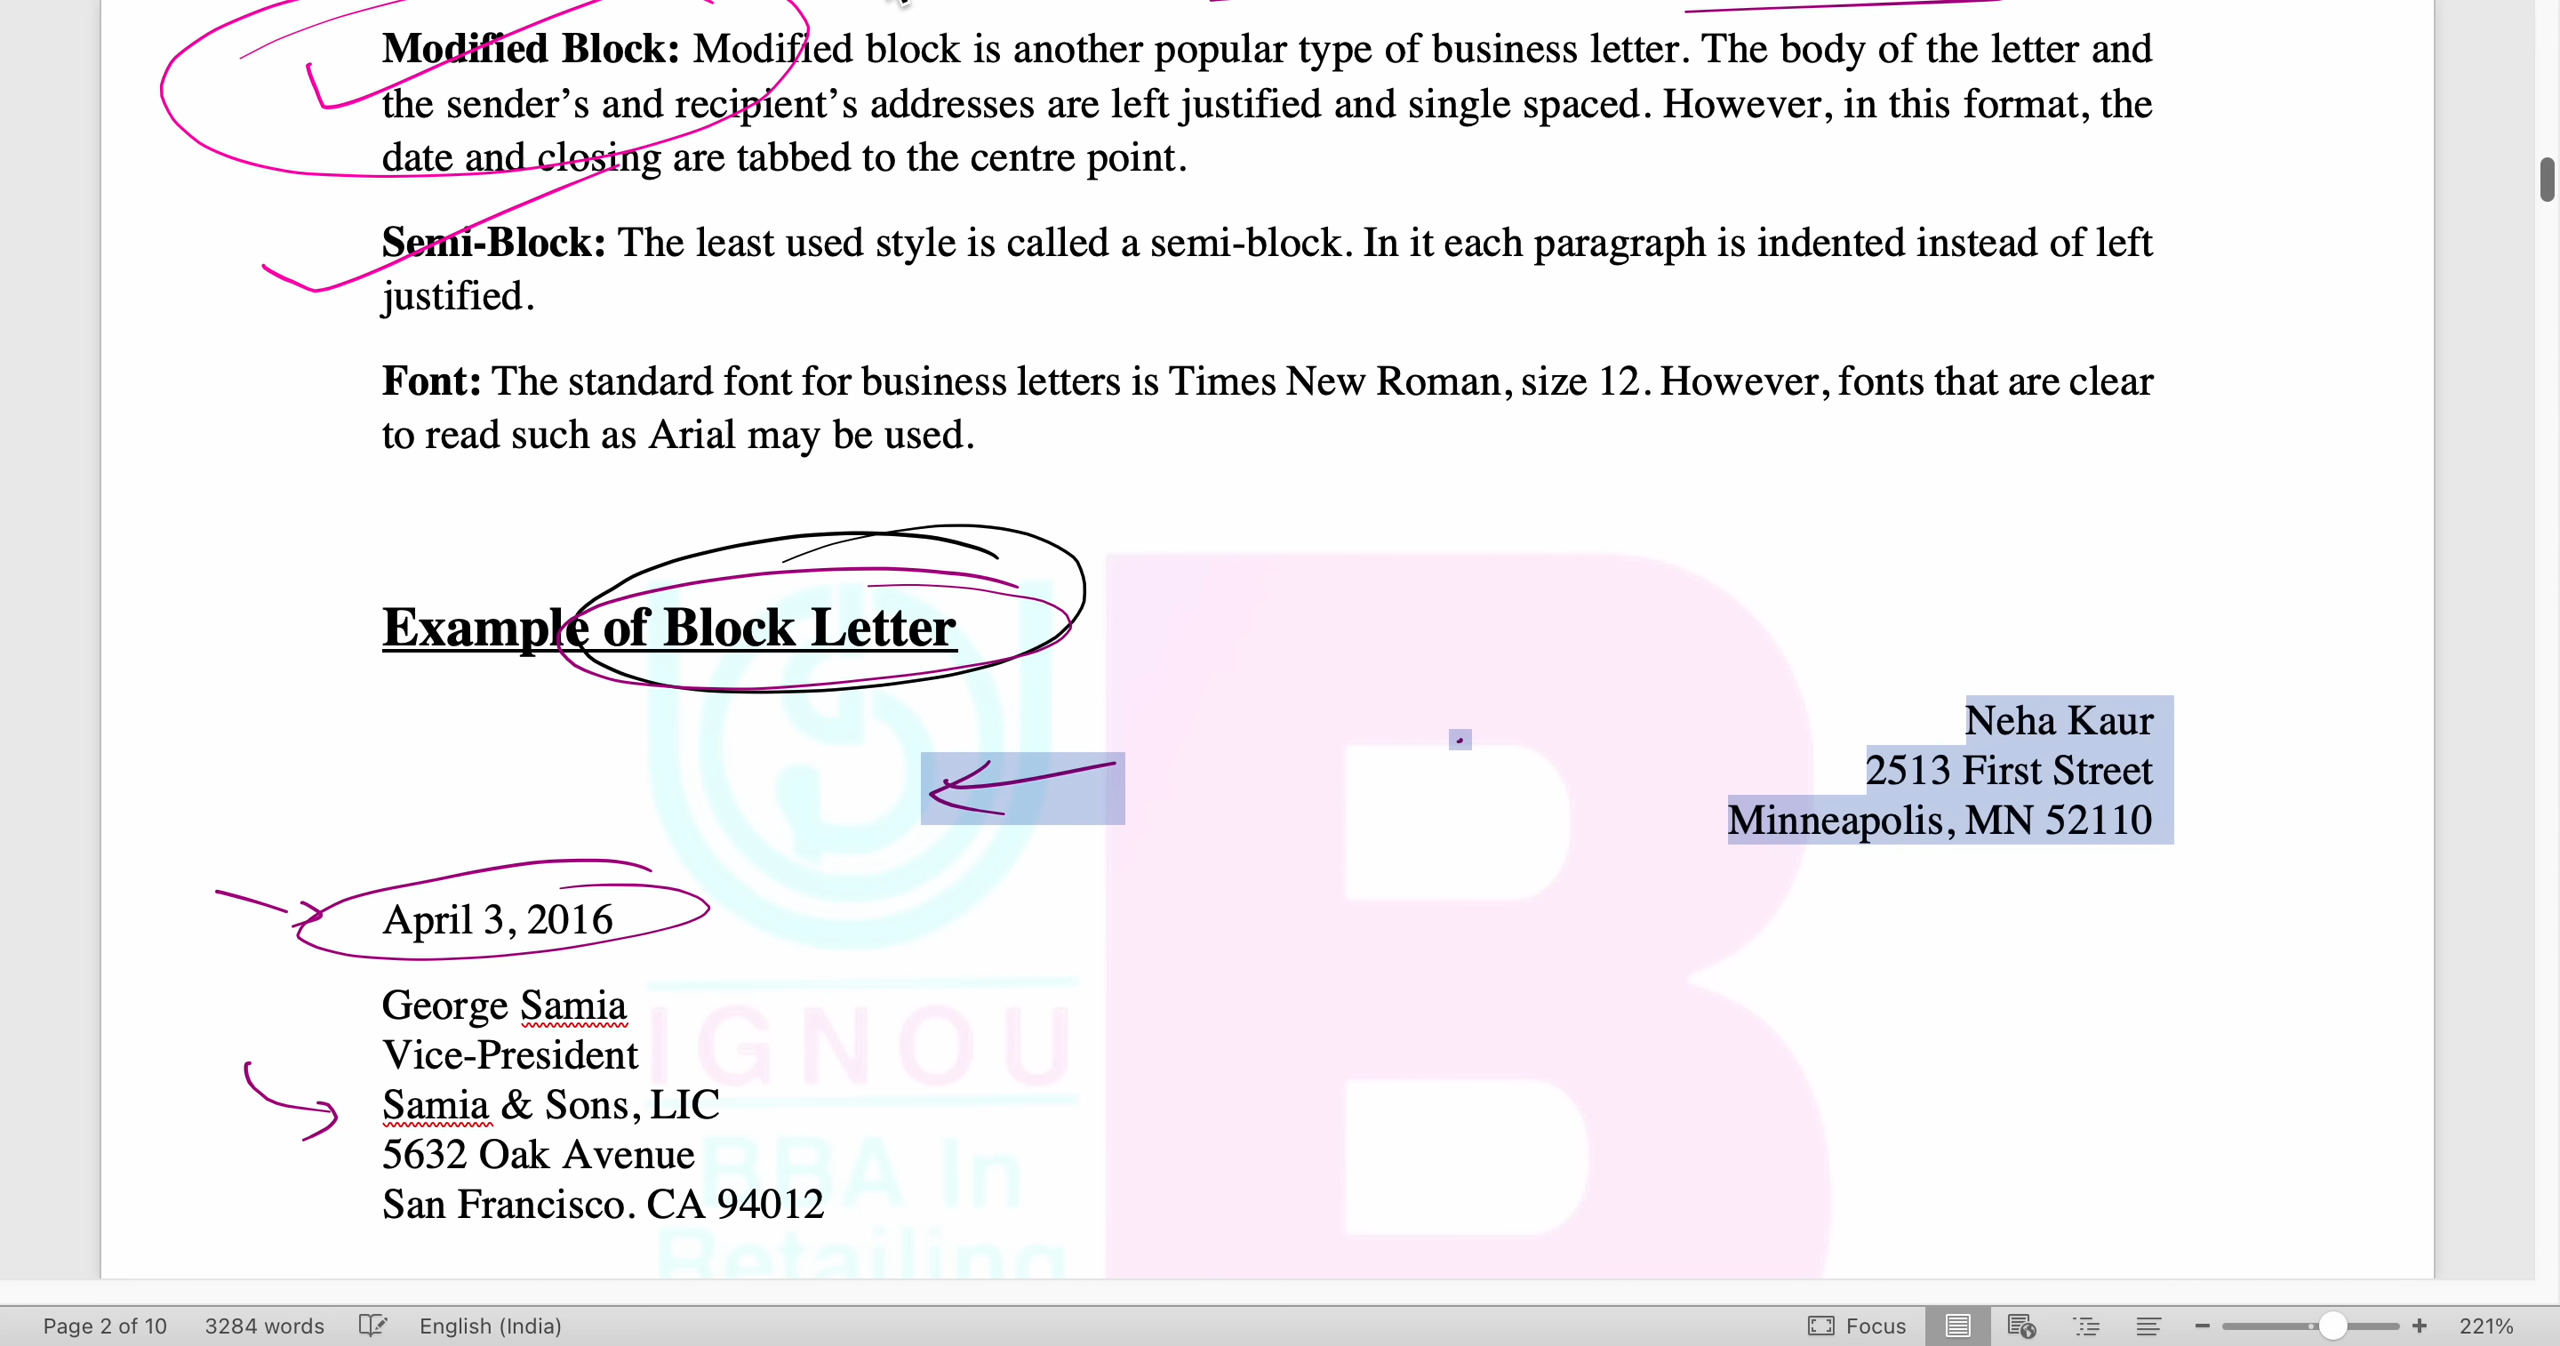 Modified Block: Modified block is another popular type of business letter. The body of the letter and
the sender’s and recipient’s addresses are left justified and single spaced. However, in this format, the
date and closing are tabbed to the centre point.
Semi-Block: The least used style is called a semi-block. In it each paragraph is indented instead of left
justified.
Font: The standard font for business letters is Times New Roman, size 12. However, fonts that are clear
to read such as Arial may be used.
Example of Block Letter
Neha Kaur
2513 First Street
Minneapolis, MN 52110
April 3, 2016
George Samia
Vice-President
Samia & Sons, LIC
5632 Oak Avenue
San Francisco. CA 94012
IGNOU
BBA In
Retailing
B
Page 2 of 10 3284 words English (India) Focus 221%